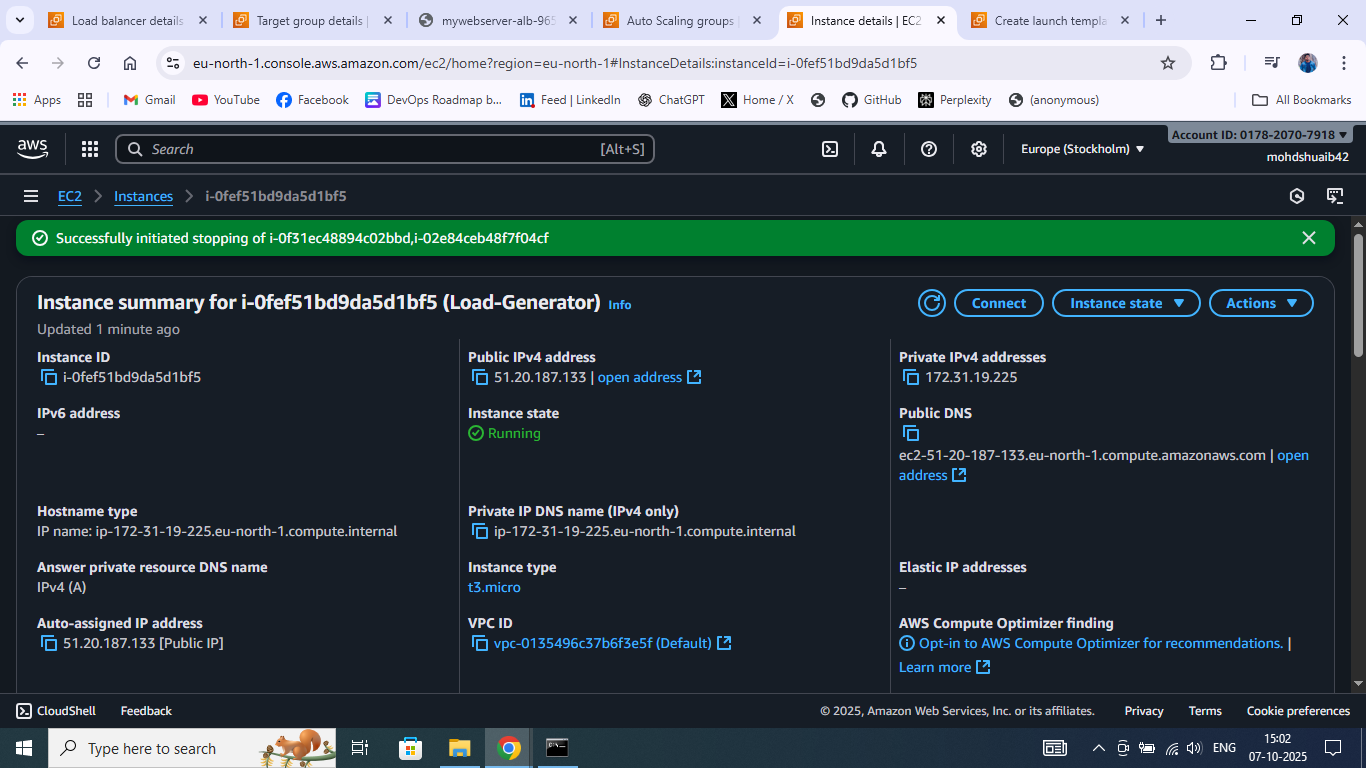 Load balancer details
Target group details |
mywebserver-alb-965
Auto Scaling groups |
Instance details | EC2
Create launch templa
eu-north-1.console.aws.amazon.com/ec2/home?region=eu-north-1#InstanceDetails:instanceId=i-0fef51bd9da5d1bf5
Apps
Gmail
YouTube
Facebook
DevOps Roadmap b...
Feed | LinkedIn
ChatGPT
Home / X
GitHub
Perplexity
(anonymous)
All Bookmarks
aws
Search
[Alt+S]
Europe (Stockholm)
Account ID: 0178-2070-7918
mohdshuaib42
EC2
Instances
i-0fef51bd9da5d1bf5
Successfully initiated stopping of i-0f31ec48894c02bbd,i-02e84ceb48f7f04cf
Instance summary for i-0fef51bd9da5d1bf5 (Load-Generator) Info
Updated 1 minute ago
Connect
Instance state
Actions
Instance ID
i-0fef51bd9da5d1bf5
Public IPv4 address
51.20.187.133 | open address
Private IPv4 addresses
172.31.19.225
IPv6 address
–
Instance state
Running
Public DNS
ec2-51-20-187-133.eu-north-1.compute.amazonaws.com | open
address
Hostname type
IP name: ip-172-31-19-225.eu-north-1.compute.internal
Private IP DNS name (IPv4 only)
ip-172-31-19-225.eu-north-1.compute.internal
Answer private resource DNS name
IPv4 (A)
Instance type
t3.micro
Elastic IP addresses
–
Auto-assigned IP address
51.20.187.133 [Public IP]
VPC ID
vpc-0135496c37b6f3e5f (Default)
AWS Compute Optimizer finding
Opt-in to AWS Compute Optimizer for recommendations. |
Learn more
CloudShell
Feedback
© 2025, Amazon Web Services, Inc. or its affiliates.
Privacy
Terms
Cookie preferences
Type here to search
ENG
15:02
07-10-2025